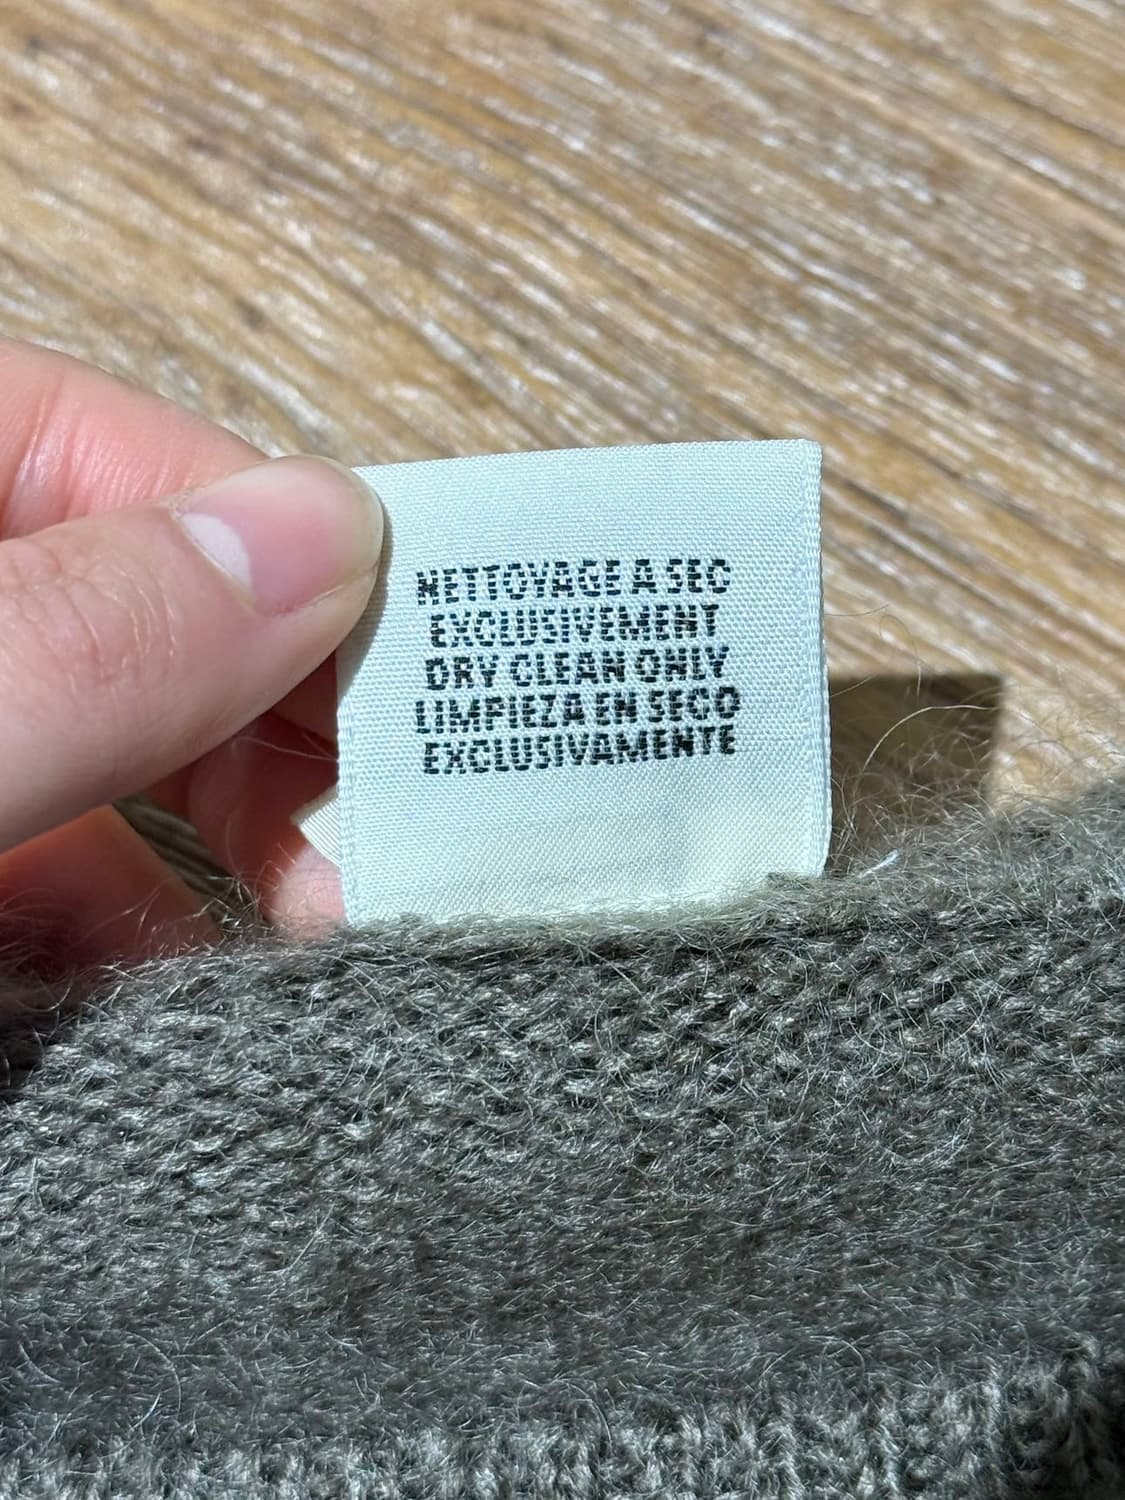 NETTOYAGE A SEC
EXCLUSIVEMENT
DRY CLEAN ONLY
LIMPIEZA EN SECO
EXCLUSIVAMENTE